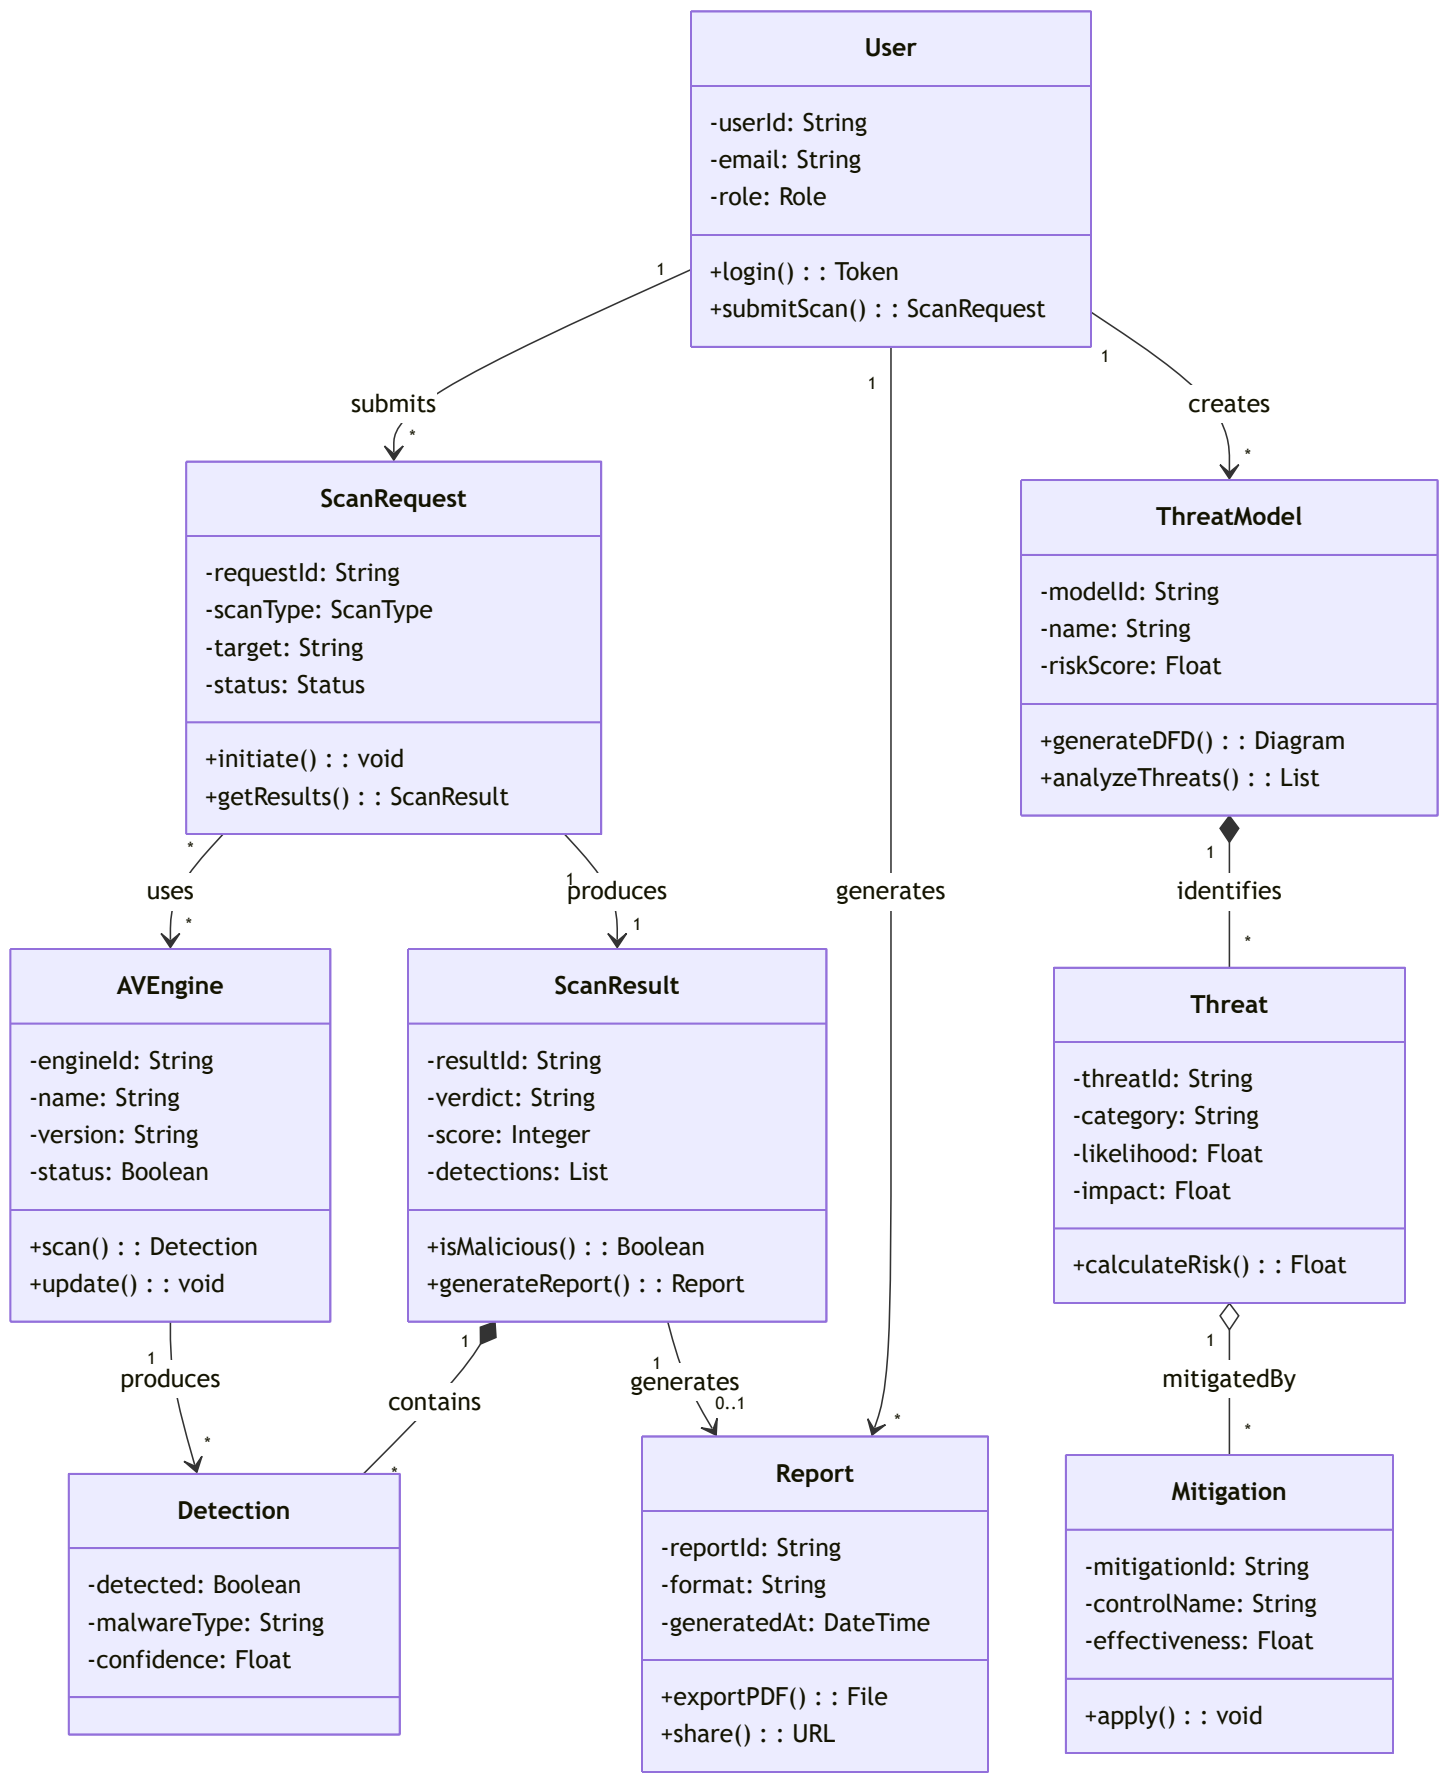 User
-userId: String
-email: String
-role: Role
+login() : : Token
+submitScan() : : ScanRequest
1
1
1
submits
*
creates
*
ScanRequest
-requestId: String
-scanType: ScanType
-target: String
-status: Status
+initiate() : : void
+getResults() : : ScanResult
ThreatModel
-modelId: String
-name: String
-riskScore: Float
+generateDFD() : : Diagram
+analyzeThreats() : : List
*
uses
*
1
produces
1
generates
1
identifies
*
AVEngine
-engineId: String
-name: String
-version: String
-status: Boolean
+scan() : : Detection
+update() : : void
ScanResult
-resultId: String
-verdict: String
-score: Integer
-detections: List
+isMalicious() : : Boolean
+generateReport() : : Report
Threat
-threatId: String
-category: String
-likelihood: Float
-impact: Float
+calculateRisk() : : Float
1
produces
*
1
contains
*
1
generates
0..1
*
1
mitigatedBy
*
Detection
-detected: Boolean
-malwareType: String
-confidence: Float
Report
-reportId: String
-format: String
-generatedAt: DateTime
+exportPDF() : : File
+share() : : URL
Mitigation
-mitigationId: String
-controlName: String
-effectiveness: Float
+apply() : : void